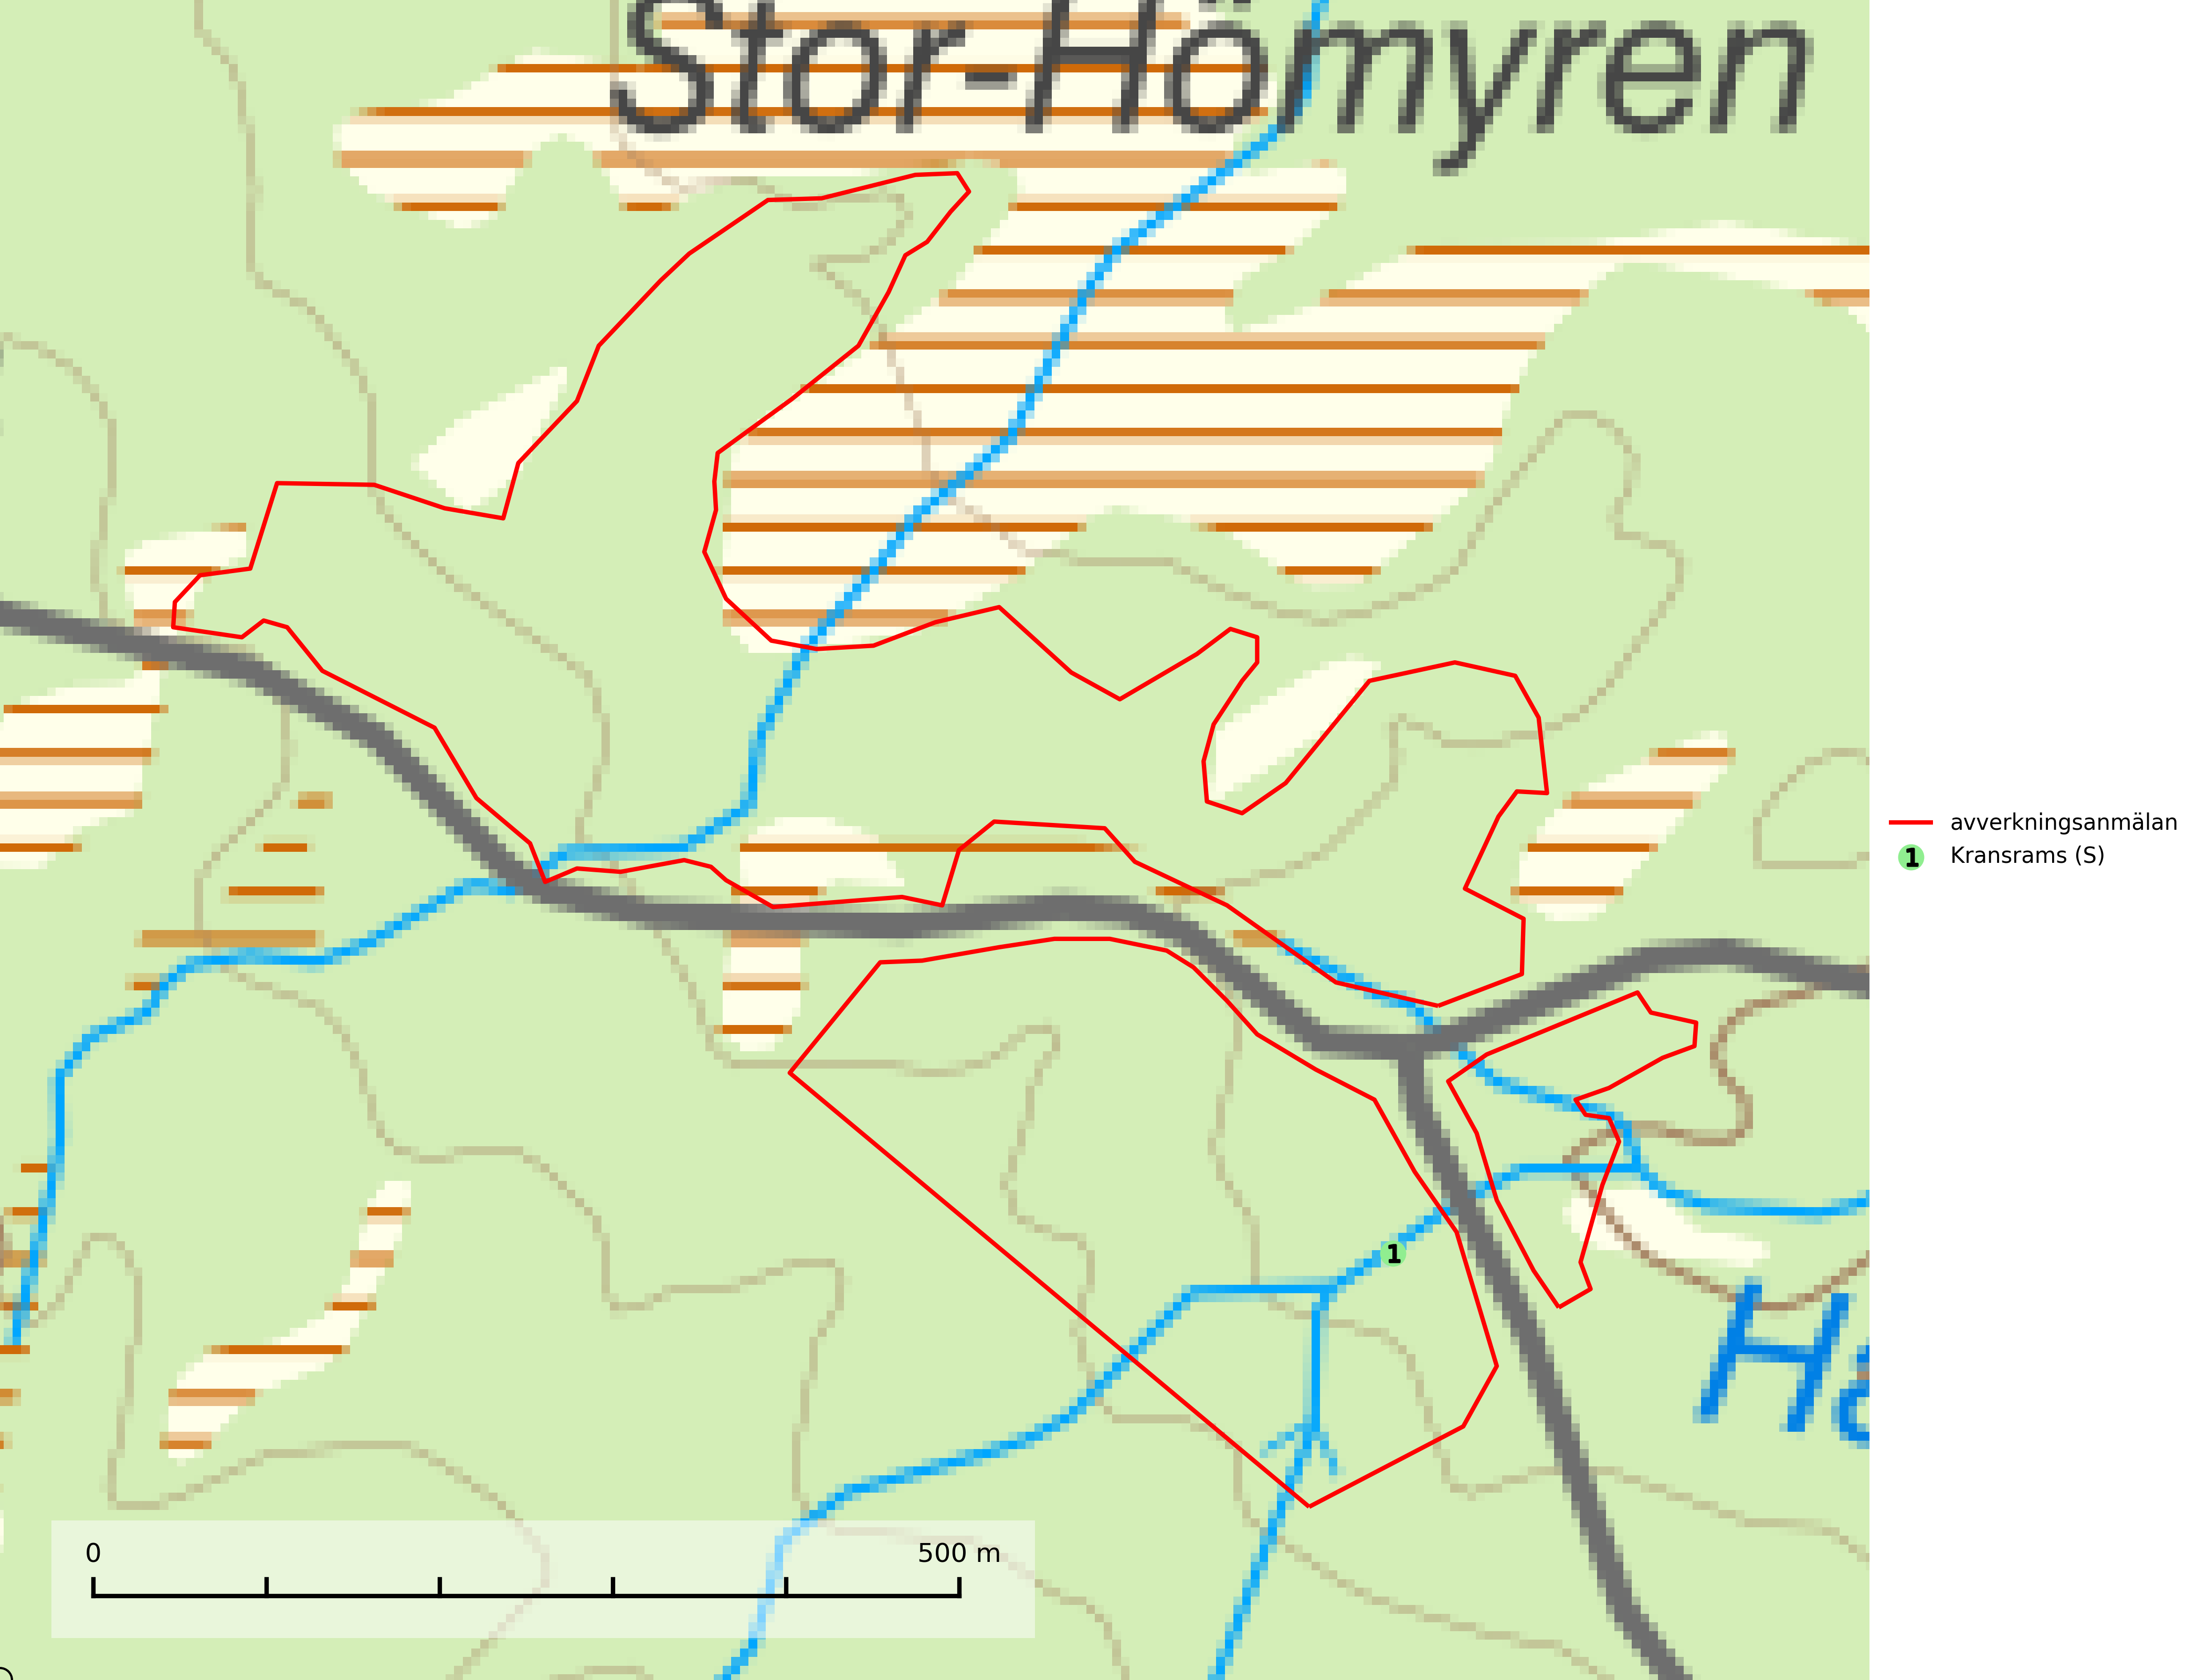 Stor-Hömyren
avverkningsanmälan
1 Kransrams (S)
1
0 500 m